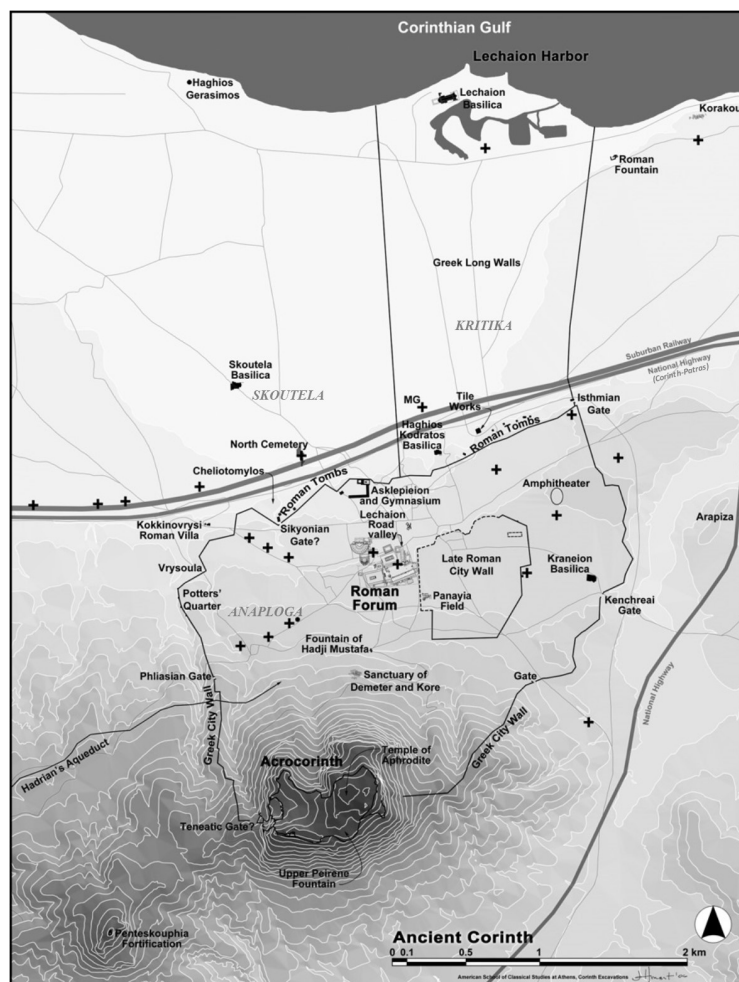 Corinthian Gulf
Lechaion Harbor
Haghios
Gerasimos
Lechaion
Basilica
Korakou
Roman
Fountain
Greek Long Walls
KRITIKA
Suburban Railway
National Highway
(Corinth-Patras)
Skoutela
Basilica
SKOUTELA
MG
Tile
Works
Isthmian
Gate
Haghios
Kodratos
Basilica
Roman Tombs
North Cemetery
Cheliotomylos
Roman Tombs
Asklepieion
and Gymnasium
Amphitheater
Kokkinovrysi
Roman Villa
Sikyonian
Gate?
Lechaion
Road
valley
Arapiza
Vrysoula
Late Roman
City Wall
Kraneion
Basilica
Potters'
Quarter
Roman
Forum
Panayia
Field
Kenchreai
Gate
ANAPLOGA
Fountain of
Hadji Mustafa
Phliasian Gate
Sanctuary of
Demeter and Kore
Gate
National Highway
Greek City Wall
Greek City Wall
Hadrian's Aqueduct
Acrocorinth
Temple of
Aphrodite
Teneatic Gate?
Upper Peirene
Fountain
Penteskouphia
Fortification
Ancient Corinth
0 0.1 0.5 1 2 km
American School of Classical Studies at Athens, Corinth Excavations